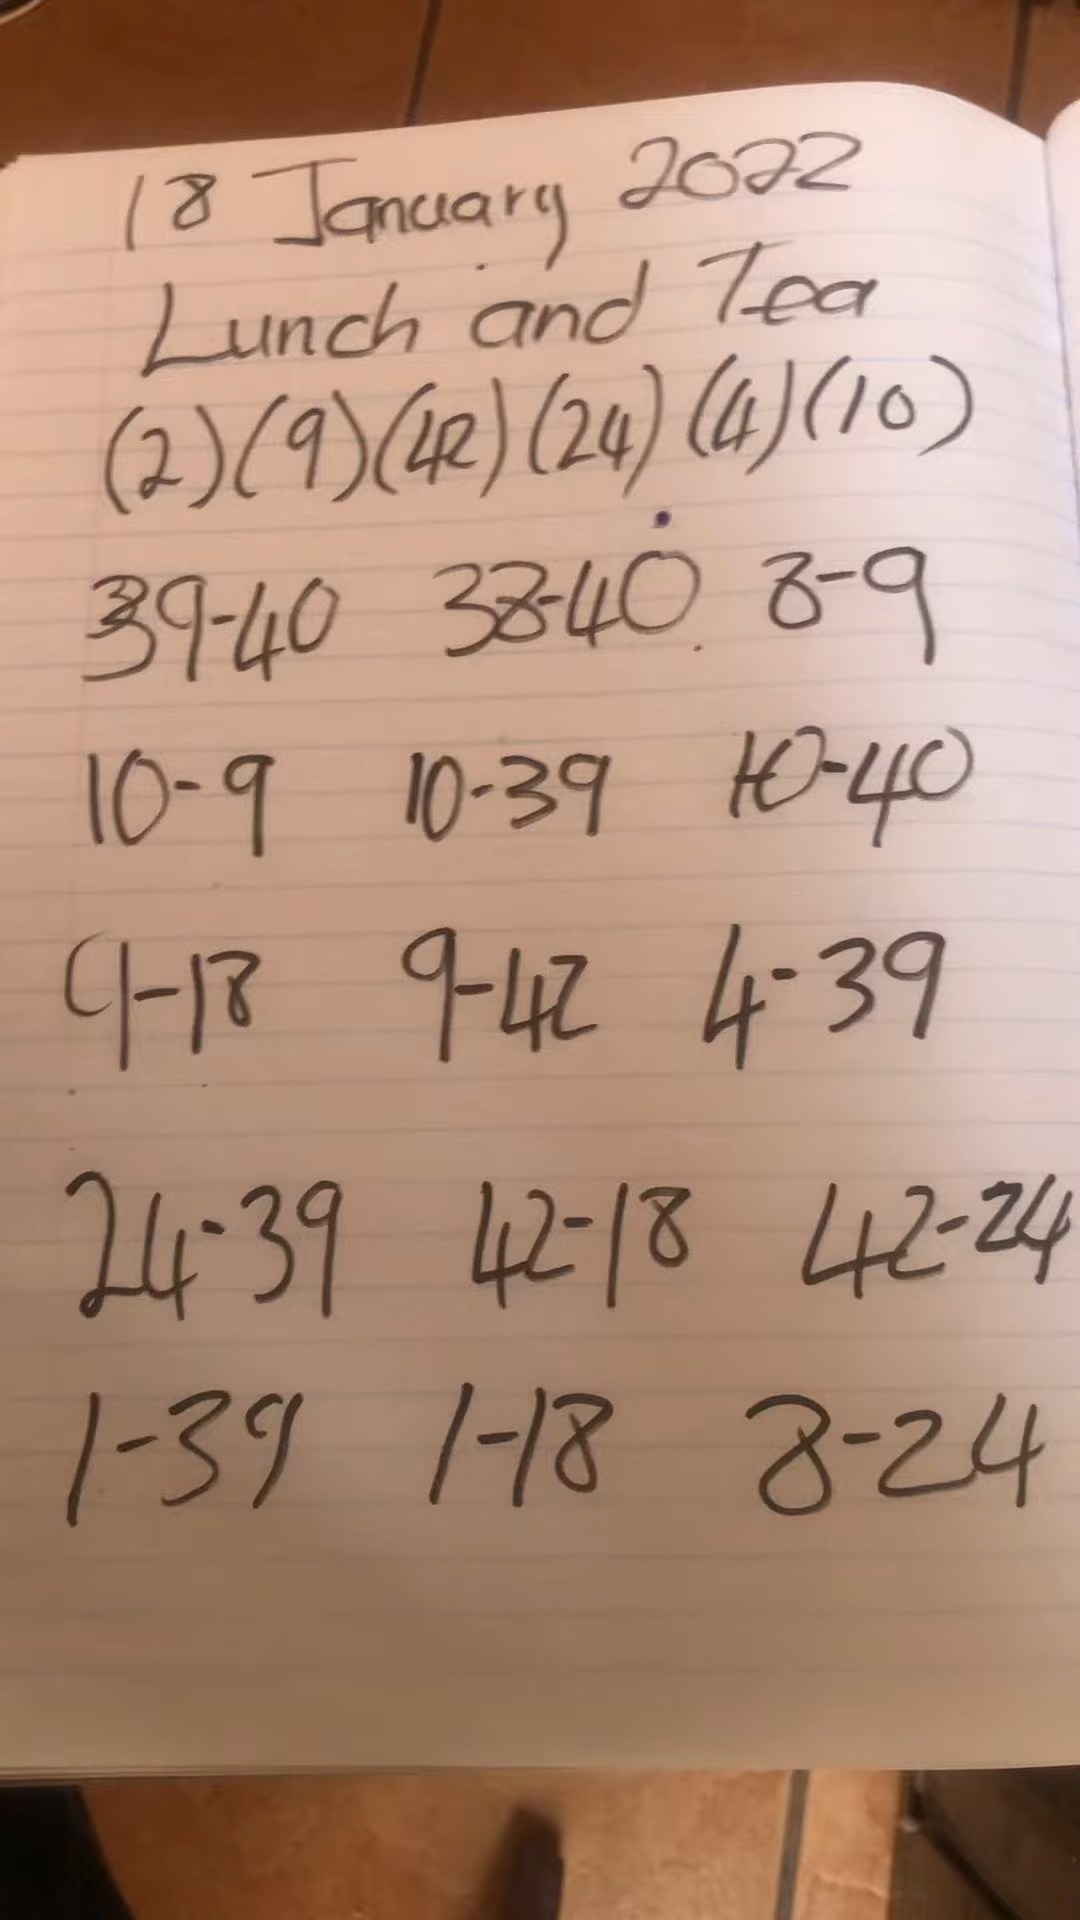 18 January 2022
Lunch and Tea
(2)(9)(42)(24)(4)(10)
39-40 38-40 8-9
10-9 10-39 10-40
9-18 9-42 4-39
24-39 42-18 42-24
1-39 1-18 8-24